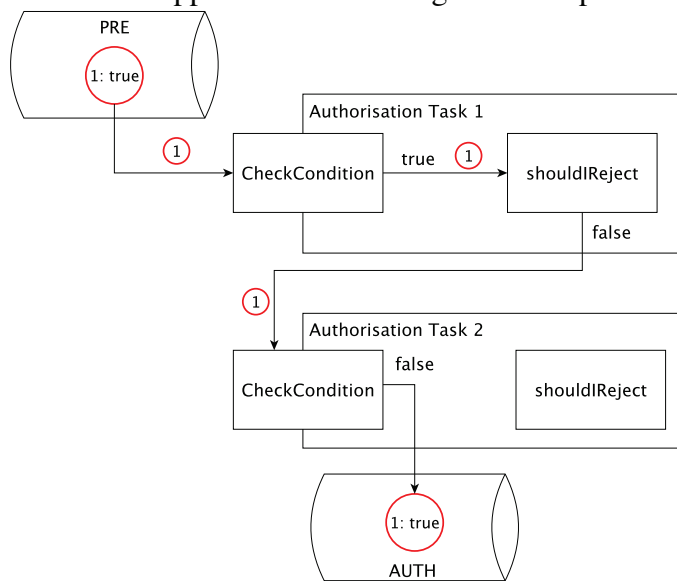 PRE
1: true
Authorisation Task 1
1
true
1
CheckCondition
shouldIReject
false
1
Authorisation Task 2
false
CheckCondition
shouldIReject
1: true
AUTH